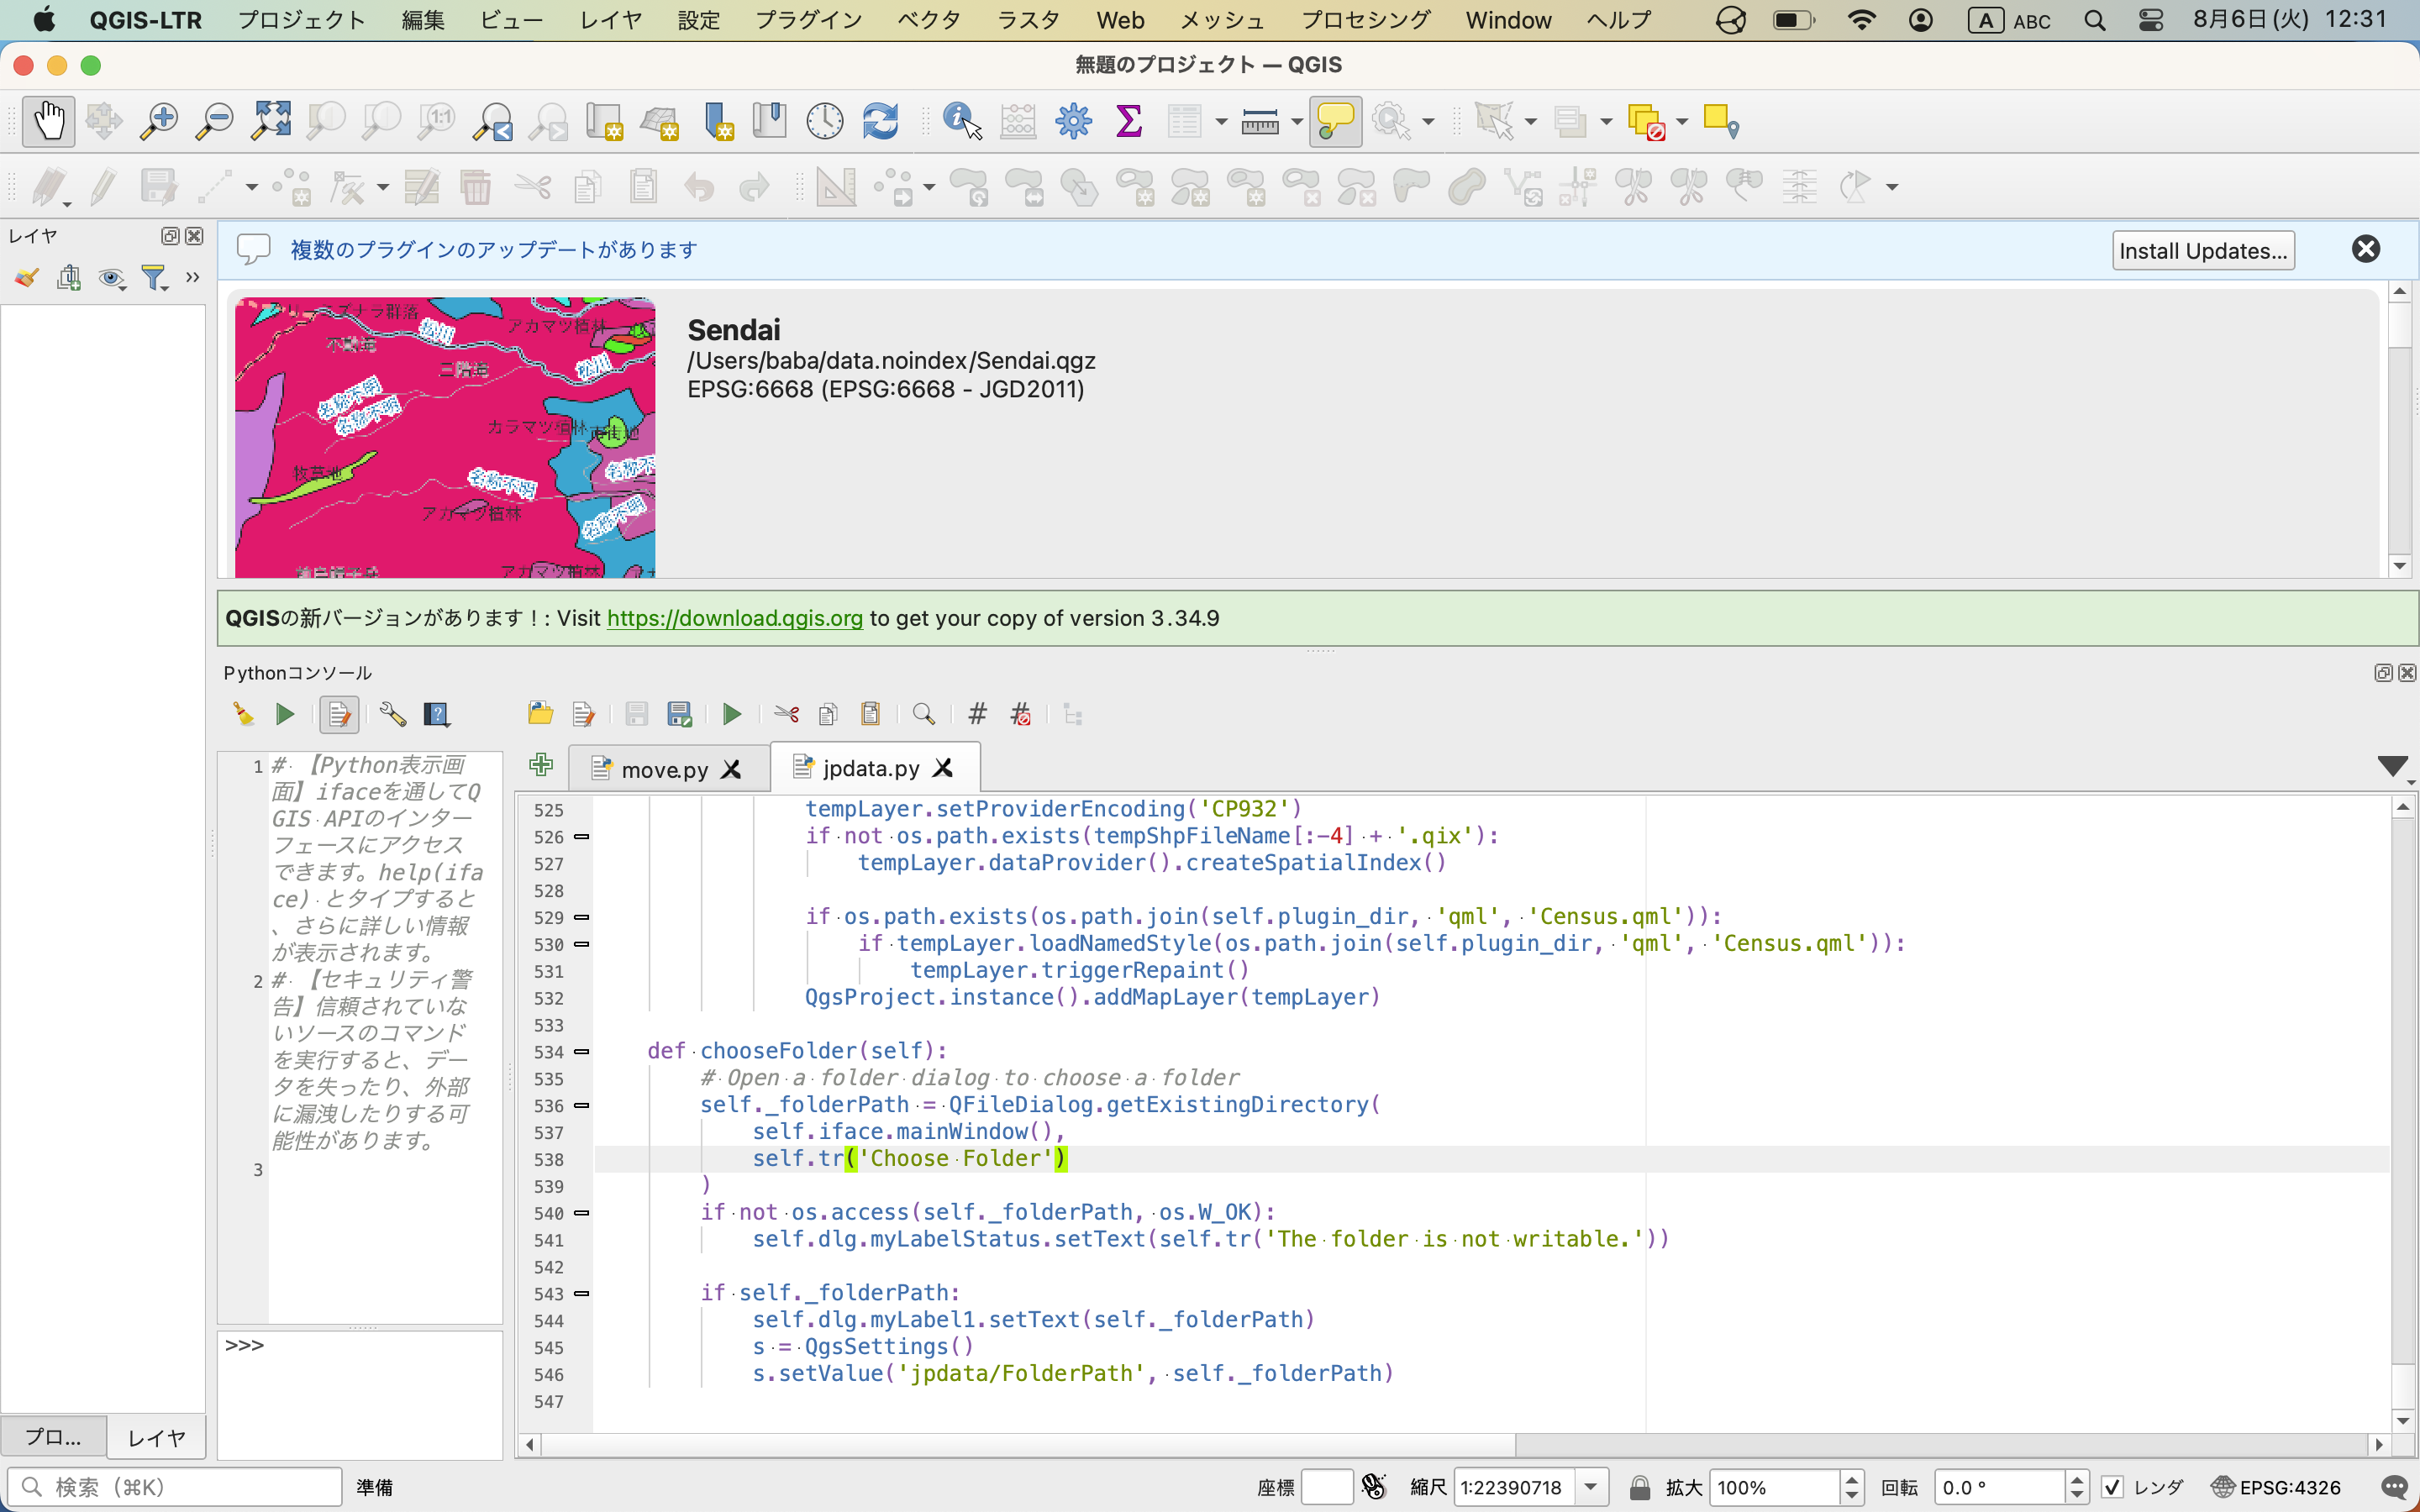 QGIS-LTR プロジェクト 編集 ビュー レイヤ 設定 プラグイン ベクタ ラスタ Web メッシュ プロセシング Window ヘルプ A ABC 8月6日(火) 12:31
無題のプロジェクト — QGIS
レイヤ
複数のプラグインのアップデートがあります
Install Updates...
アカマツ植林
カラマツ植林
市街地
名称不明
名称不明
牧草地
名称不明
アカマツ植林
名称不明
アカマツ植林
Sendai
/Users/baba/data.noindex/Sendai.qgz
EPSG:6668 (EPSG:6668 - JGD2011)
QGISの新バージョンがあります！: Visit https://download.qgis.org to get your copy of version 3.34.9
Pythonコンソール
1 # 【Python表示画
面】ifaceを通してQ
GIS APIのインター
フェースにアクセス
できます。help(ifa
ce) とタイプすると
、さらに詳しい情報
が表示されます。
2 # 【セキュリティ警
告】信頼されていな
いソースのコマンド
を実行すると、デー
タを失ったり、外部
に漏洩したりする可
能性があります。
3
>>>
move.py
jpdata.py
525 tempLayer.setProviderEncoding('CP932')
526 if not os.path.exists(tempShpFileName[:-4] + '.qix'):
527 tempLayer.dataProvider().createSpatialIndex()
528
529 if os.path.exists(os.path.join(self.plugin_dir, 'qml', 'Census.qml')):
530 if tempLayer.loadNamedStyle(os.path.join(self.plugin_dir, 'qml', 'Census.qml')):
531 tempLayer.triggerRepaint()
532 QgsProject.instance().addMapLayer(tempLayer)
533
534 def chooseFolder(self):
535 # Open a folder dialog to choose a folder
536 self._folderPath = QFileDialog.getExistingDirectory(
537 self.iface.mainWindow(),
538 self.tr('Choose Folder')
539 )
540 if not os.access(self._folderPath, os.W_OK):
541 self.dlg.myLabelStatus.setText(self.tr('The folder is not writable.'))
542
543 if self._folderPath:
544 self.dlg.myLabel1.setText(self._folderPath)
545 s = QgsSettings()
546 s.setValue('jpdata/FolderPath', self._folderPath)
547
プロ... レイヤ
検索 (⌘K) 準備 座標 縮尺 1:22390718 拡大 100% 回転 0.0 ° レンダ EPSG:4326